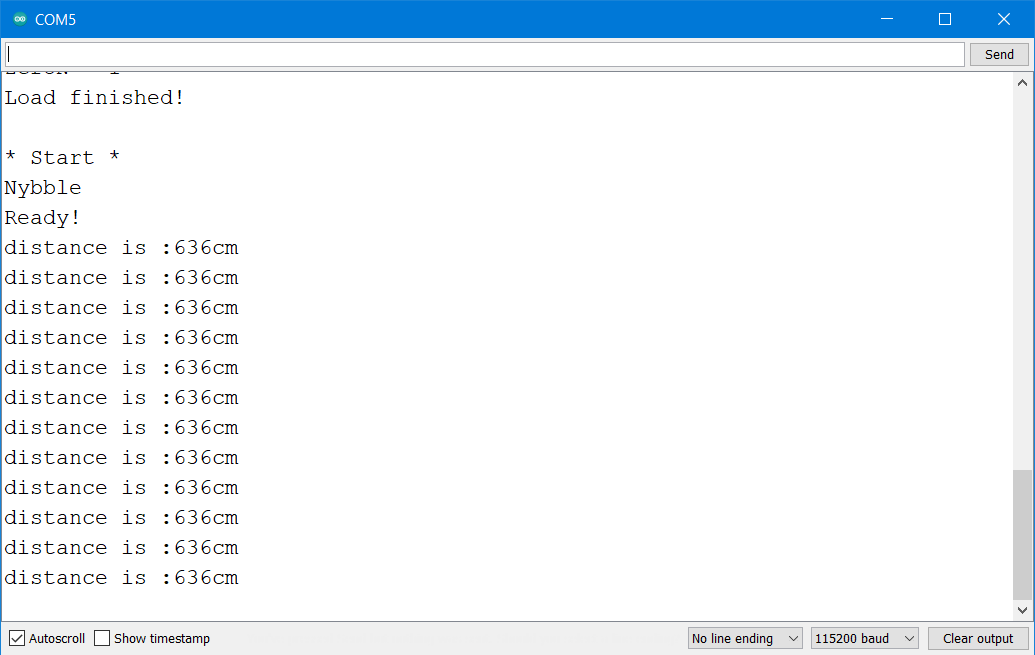 COM5
Send
Load finished!
* Start *
Nybble
Ready!
distance is :636cm
distance is :636cm
distance is :636cm
distance is :636cm
distance is :636cm
distance is :636cm
distance is :636cm
distance is :636cm
distance is :636cm
distance is :636cm
distance is :636cm
distance is :636cm
Autoscroll Show timestamp No line ending 115200 baud Clear output